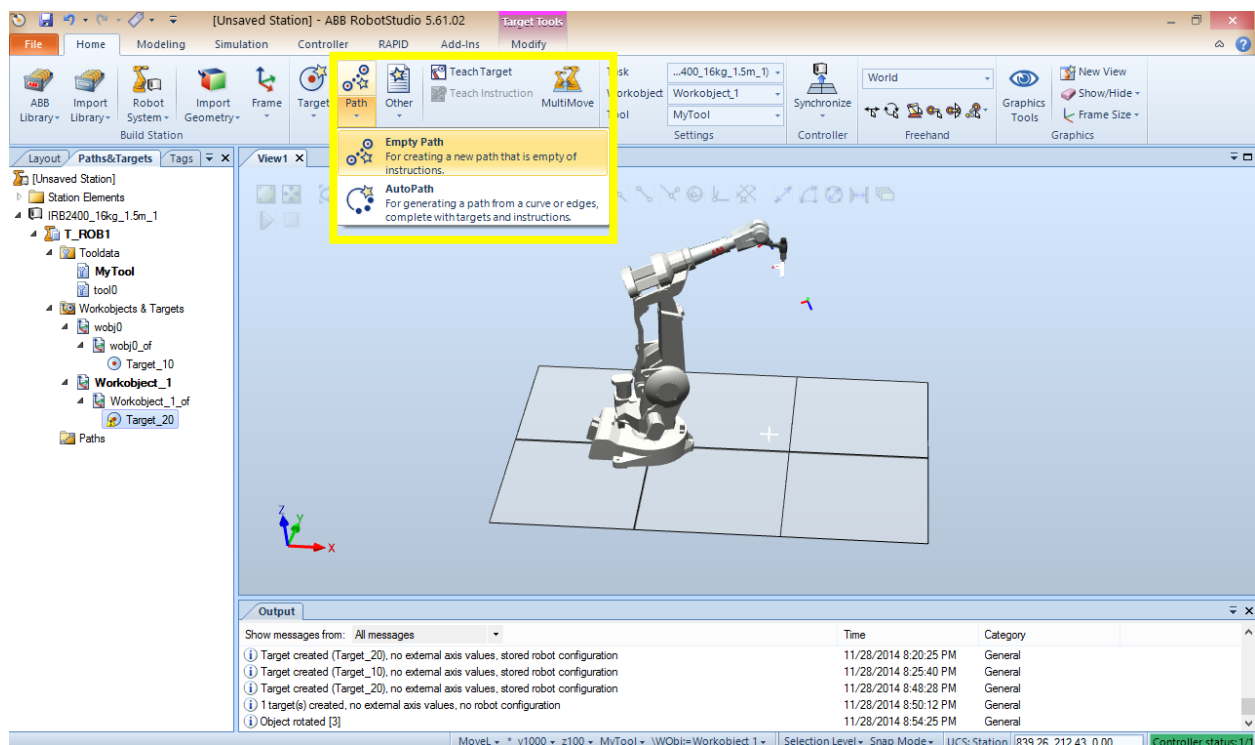 [Unsaved Station] - ABB RobotStudio 5.61.02
Target Tools
File Home Modeling Simulation Controller RAPID Add-Ins Modify
ABB Library
Import Library
Robot System
Import Geometry
Build Station
Frame
Target
Path
Other
Teach Target
Teach Instruction
MultiMove
...400_16kg_1.5m_1)
Workobject Workobject_1
MyTool
Settings
Synchronize
Controller
World
Freehand
Graphics Tools
New View
Show/Hide
Frame Size
Graphics
Empty Path
For creating a new path that is empty of
instructions.
AutoPath
For generating a path from a curve or edges,
complete with targets and instructions.
Layout Paths&Targets Tags
View1
[Unsaved Station]
Station Elements
IRB2400_16kg_1.5m_1
T_ROB1
Tooldata
MyTool
tool0
Workobjects & Targets
wobj0
wobj0_of
Target_10
Workobject_1
Workobject_1_of
Target_20
Paths
ABB
Z
Y
X
Output
Show messages from: All messages Time Category
Target created (Target_20), no external axis values, stored robot configuration 11/28/2014 8:20:25 PM General
Target created (Target_10), no external axis values, stored robot configuration 11/28/2014 8:25:40 PM General
Target created (Target_20), no external axis values, stored robot configuration 11/28/2014 8:48:28 PM General
1 target(s) created, no external axis values, no robot configuration 11/28/2014 8:50:12 PM General
Object rotated [3] 11/28/2014 8:54:25 PM General
MoveL * v1000 z100 MyTool \WObj:=Workobject_1 Selection Level Snap Mode UCS: Station 839.26 212.43 0.00 Controller status: 1/1